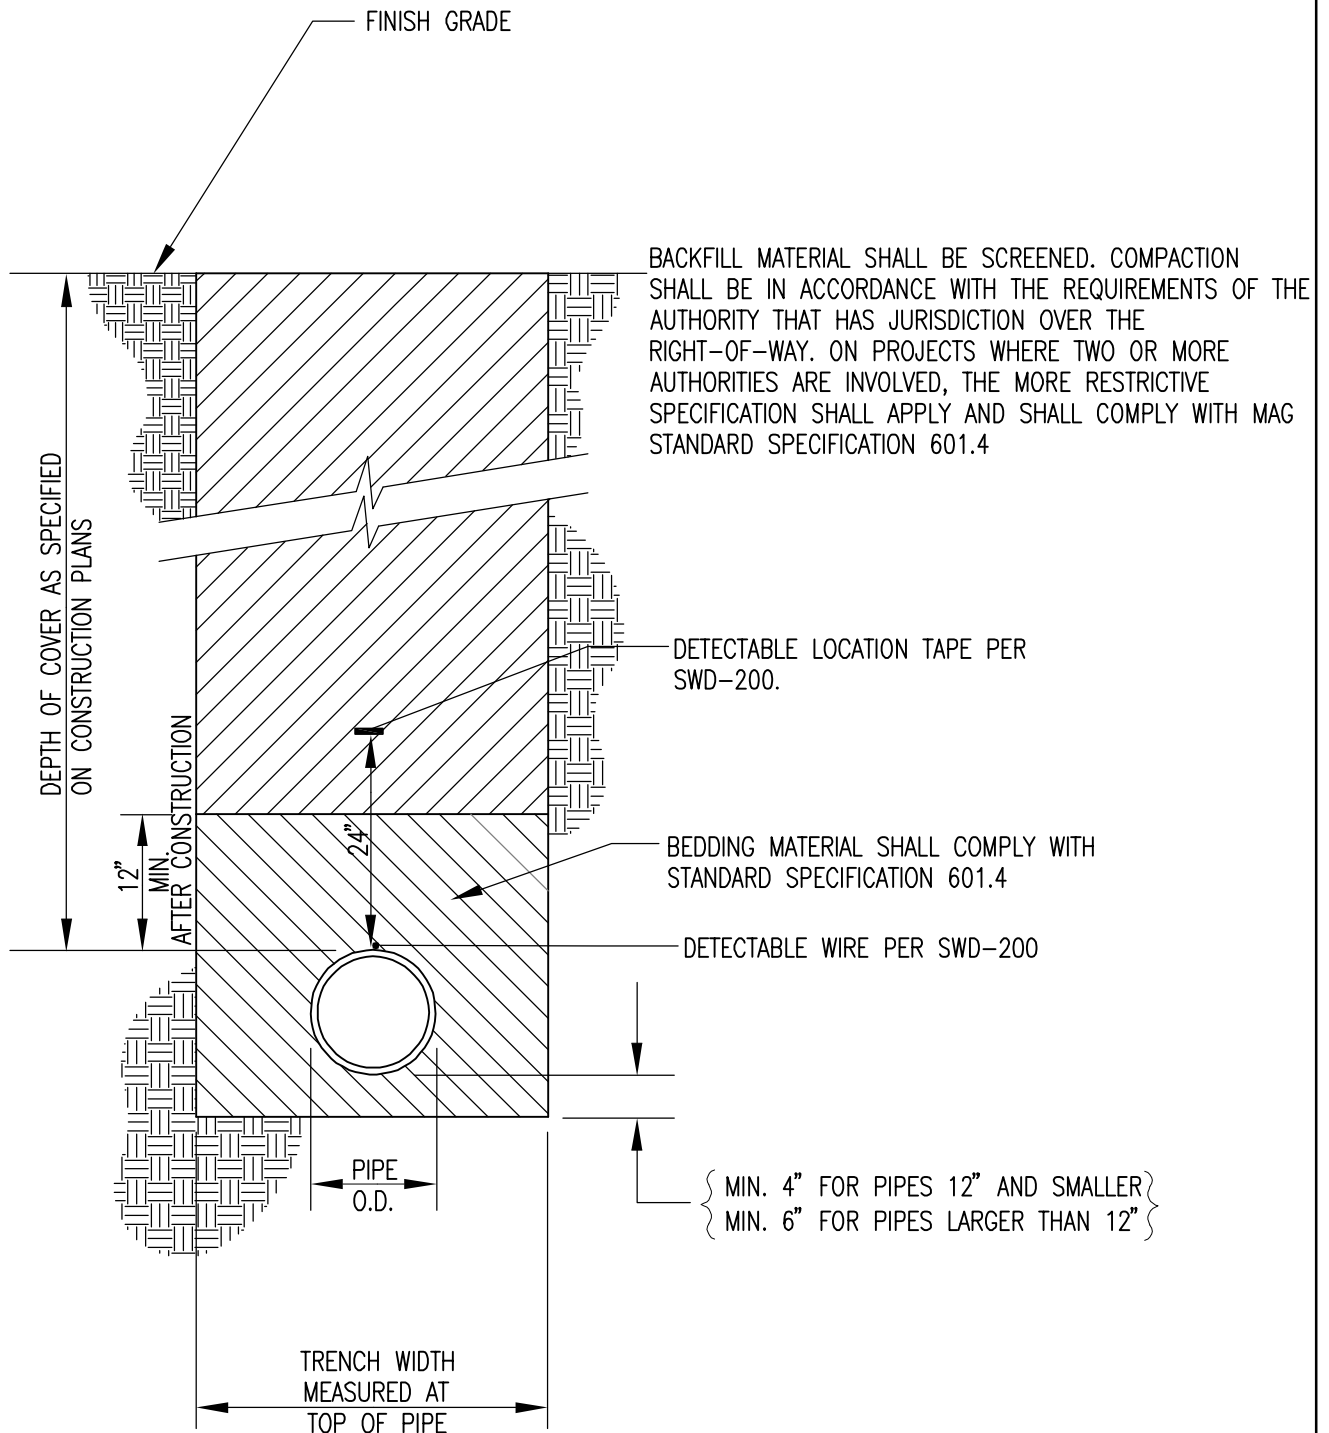 FINISH GRADE
BACKFILL MATERIAL SHALL BE SCREENED. COMPACTION
SHALL BE IN ACCORDANCE WITH THE REQUIREMENTS OF THE
AUTHORITY THAT HAS JURISDICTION OVER THE
RIGHT-OF-WAY. ON PROJECTS WHERE TWO OR MORE
AUTHORITIES ARE INVOLVED, THE MORE RESTRICTIVE
SPECIFICATION SHALL APPLY AND SHALL COMPLY WITH MAG
STANDARD SPECIFICATION 601.4
DEPTH OF COVER AS SPECIFIED
ON CONSTRUCTION PLANS
DETECTABLE LOCATION TAPE PER
SWD-200.
12"
MIN.
AFTER CONSTRUCTION
24"
BEDDING MATERIAL SHALL COMPLY WITH
STANDARD SPECIFICATION 601.4
DETECTABLE WIRE PER SWD-200
PIPE
O.D.
MIN. 4" FOR PIPES 12" AND SMALLER
MIN. 6" FOR PIPES LARGER THAN 12"
TRENCH WIDTH
MEASURED AT
TOP OF PIPE